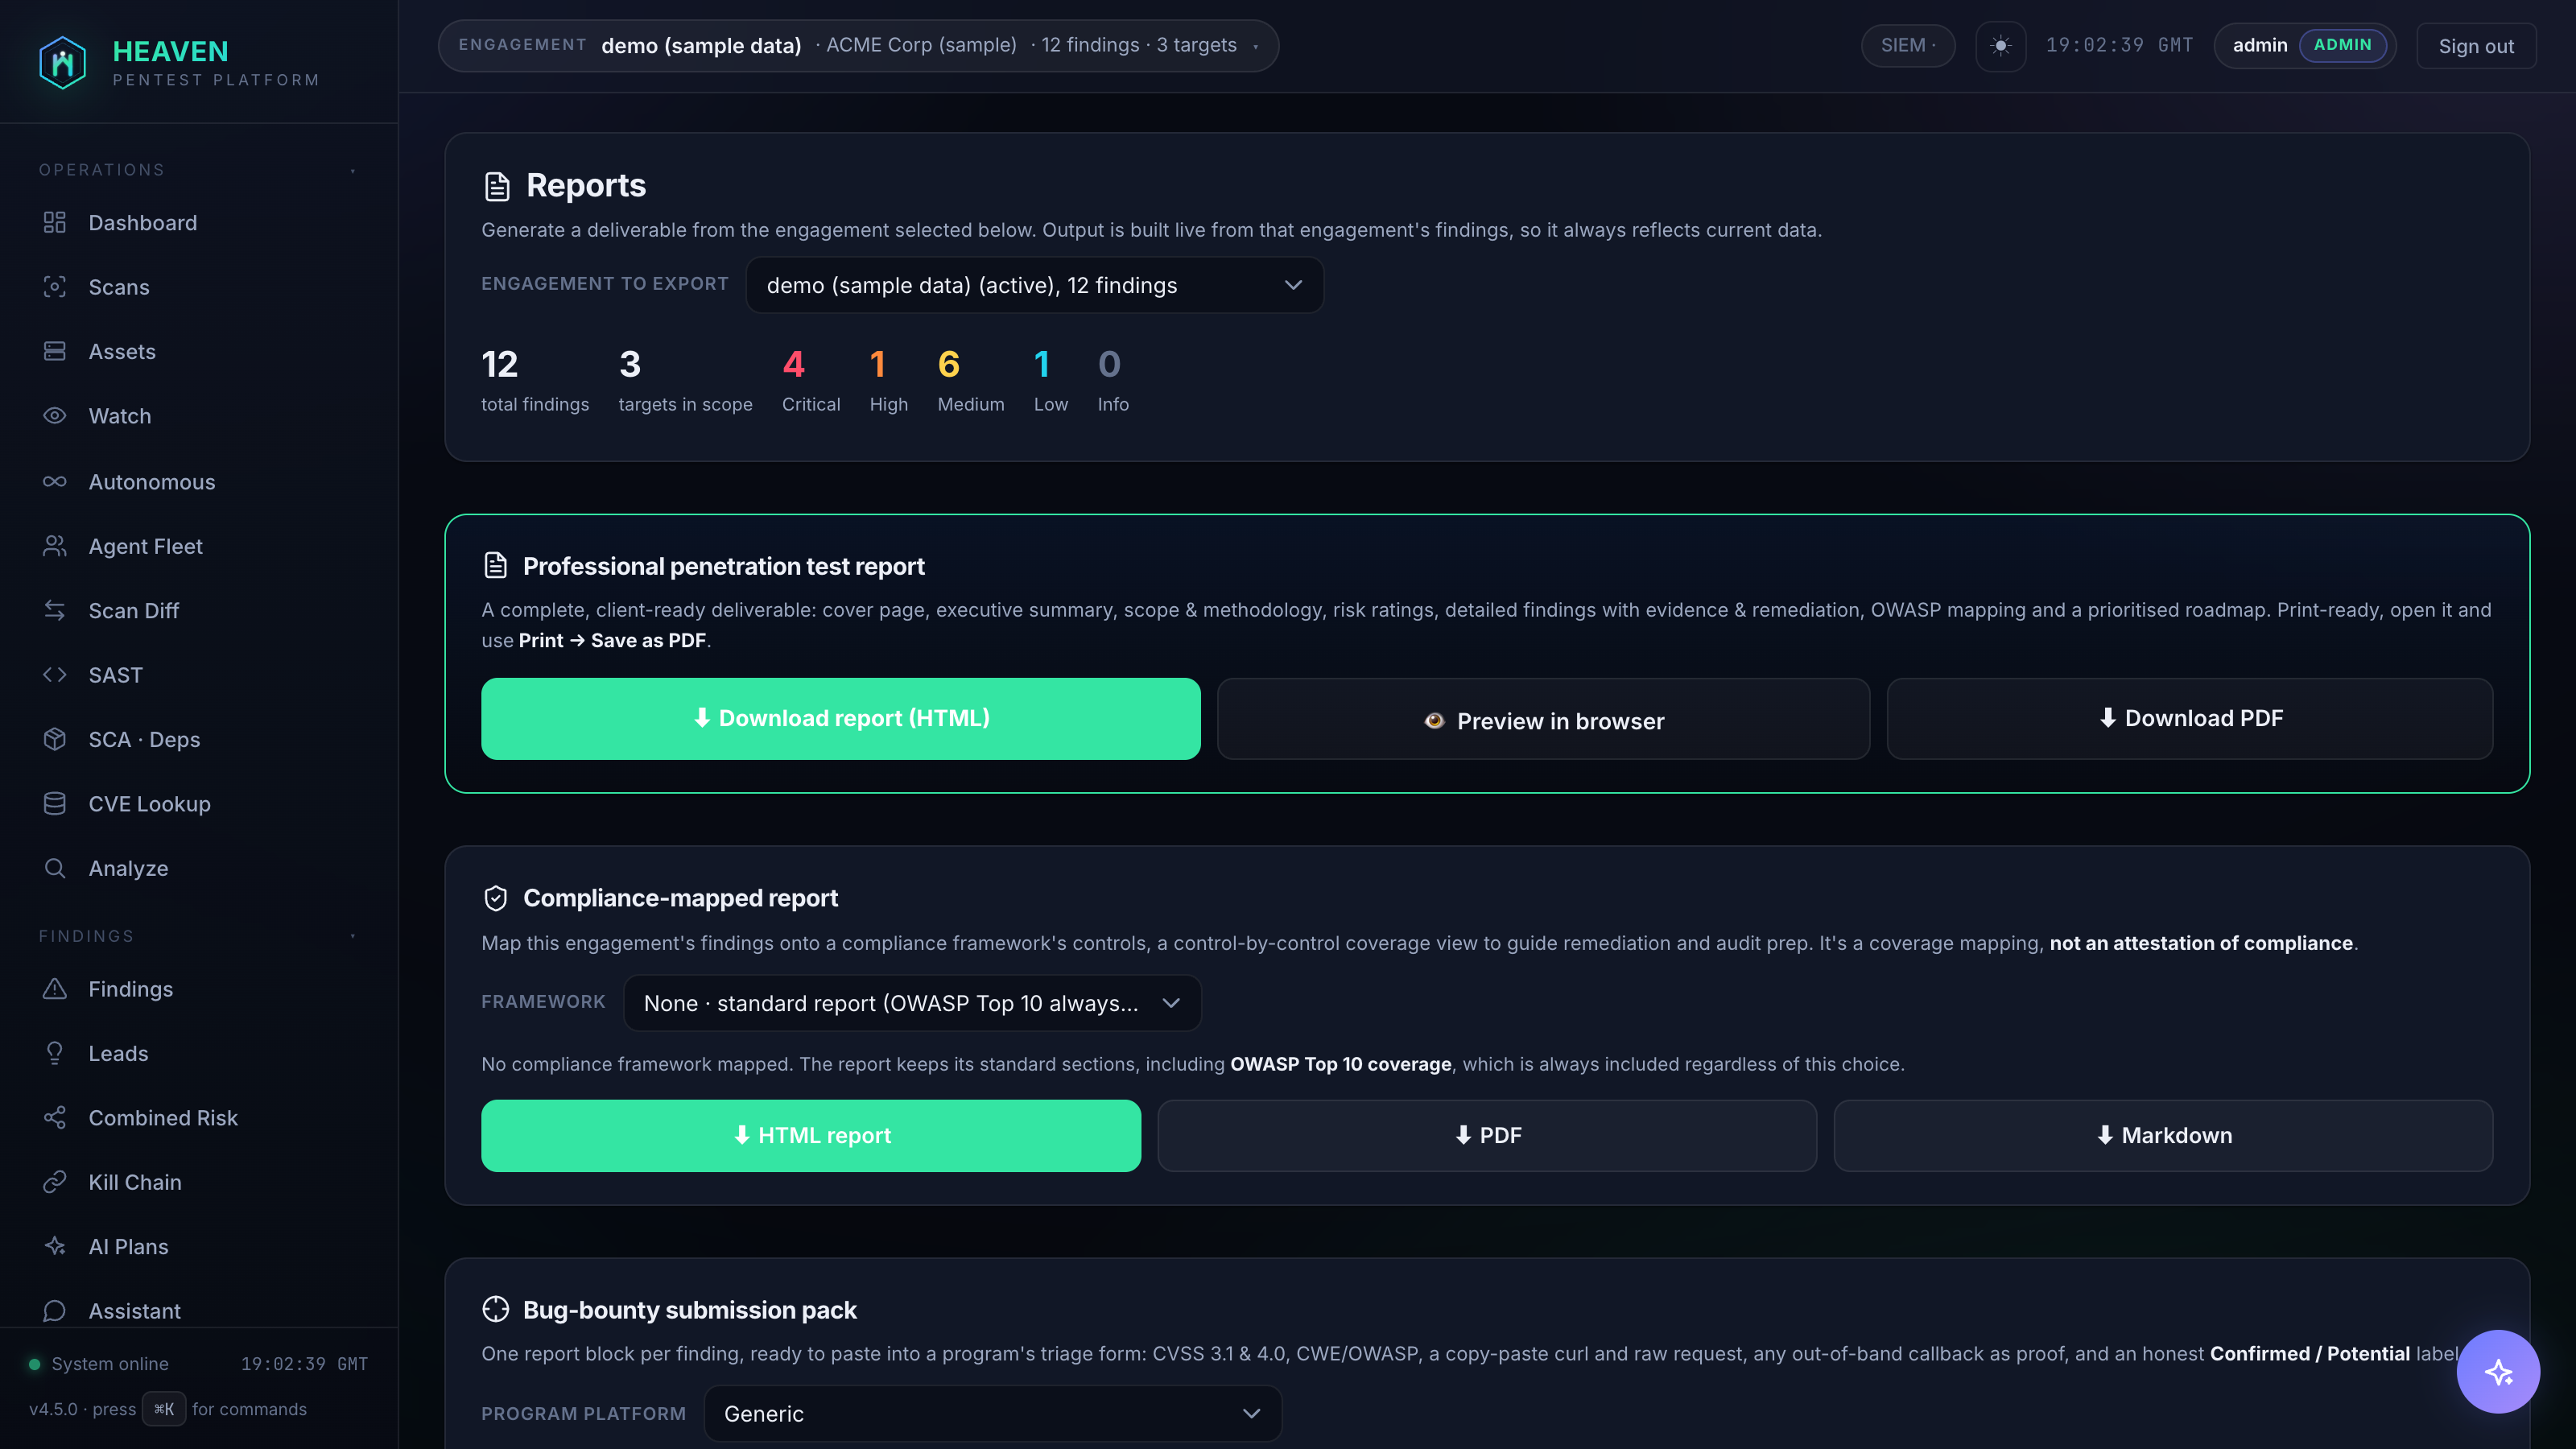 HEAVEN
PENTEST PLATFORM
ENGAGEMENT demo (sample data) · ACME Corp (sample) · 12 findings · 3 targets
SIEM ·
19:02:39 GMT
admin ADMIN
Sign out
OPERATIONS
Dashboard
Scans
Assets
Watch
Autonomous
Agent Fleet
Scan Diff
SAST
SCA · Deps
CVE Lookup
Analyze
FINDINGS
Findings
Leads
Combined Risk
Kill Chain
AI Plans
Assistant
System online 19:02:39 GMT
v4.5.0 · press ⌘K for commands
Reports
Generate a deliverable from the engagement selected below. Output is built live from that engagement's findings, so it always reflects current data.
ENGAGEMENT TO EXPORT demo (sample data) (active), 12 findings
12 3 4 1 6 1 0
total findings targets in scope Critical High Medium Low Info
Professional penetration test report
A complete, client-ready deliverable: cover page, executive summary, scope & methodology, risk ratings, detailed findings with evidence & remediation, OWASP mapping and a prioritised roadmap. Print-ready, open it and
use Print → Save as PDF.
⬇ Download report (HTML)
👁 Preview in browser
⬇ Download PDF
Compliance-mapped report
Map this engagement's findings onto a compliance framework's controls, a control-by-control coverage view to guide remediation and audit prep. It's a coverage mapping, not an attestation of compliance.
FRAMEWORK None · standard report (OWASP Top 10 always...
No compliance framework mapped. The report keeps its standard sections, including OWASP Top 10 coverage, which is always included regardless of this choice.
⬇ HTML report
⬇ PDF
⬇ Markdown
Bug-bounty submission pack
One report block per finding, ready to paste into a program's triage form: CVSS 3.1 & 4.0, CWE/OWASP, a copy-paste curl and raw request, any out-of-band callback as proof, and an honest Confirmed / Potential label
PROGRAM PLATFORM Generic